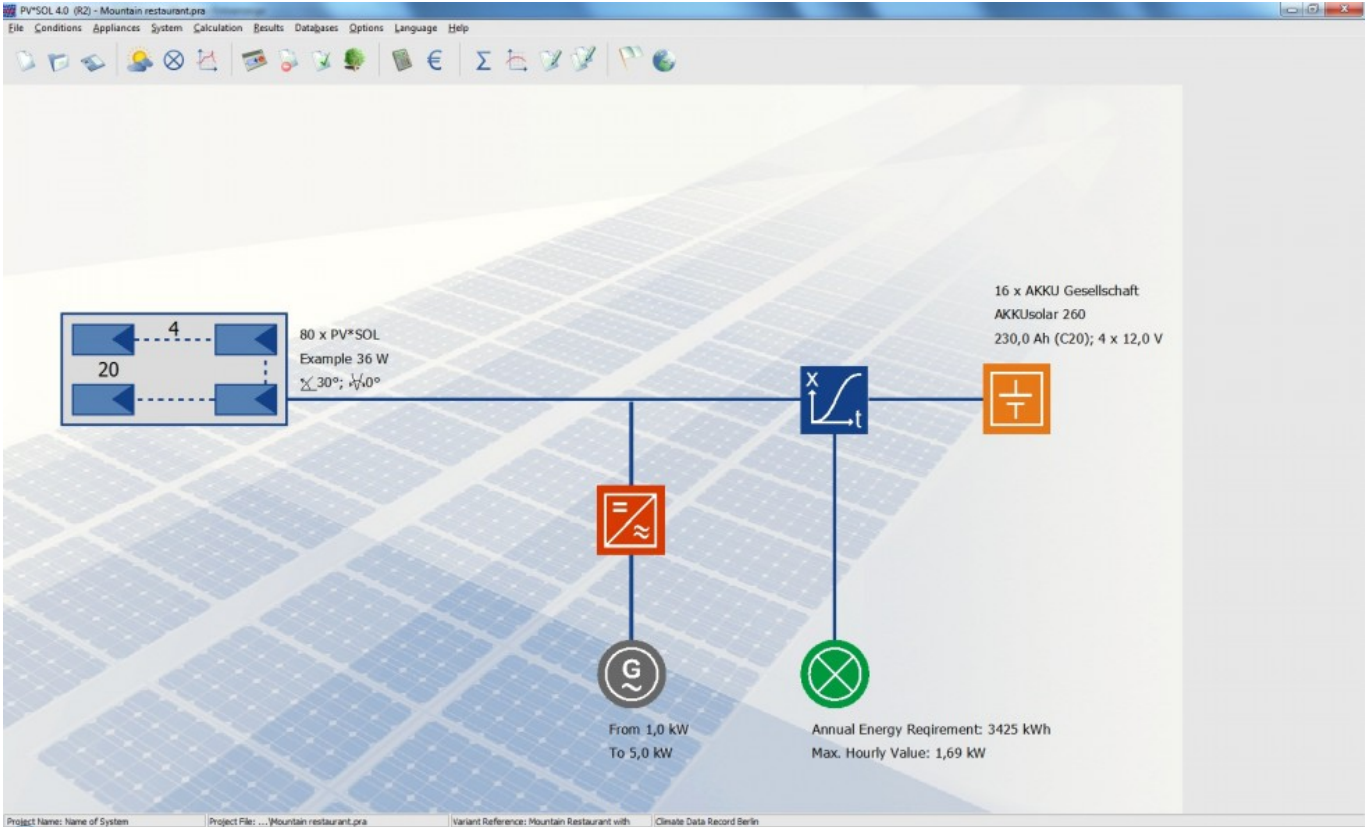 PV*SOL 4.0 (R2) - Mountain restaurant.pra
File Conditions Appliances System Calculation Results Databases Options Language Help
16 x AKKU Gesellschaft
AKKUsolar 260
230,0 Ah (C20); 4 x 12,0 V
4
20
80 x PV*SOL
Example 36 W
30°; 0°
X
t
G
From 1,0 kW
To 5,0 kW
Annual Energy Reqirement: 3425 kWh
Max. Hourly Value: 1,69 kW
Project Name: Name of System Project File: ...\Mountain restaurant.pra Variant Reference: Mountain Restaurant with Climate Data Record Berlin